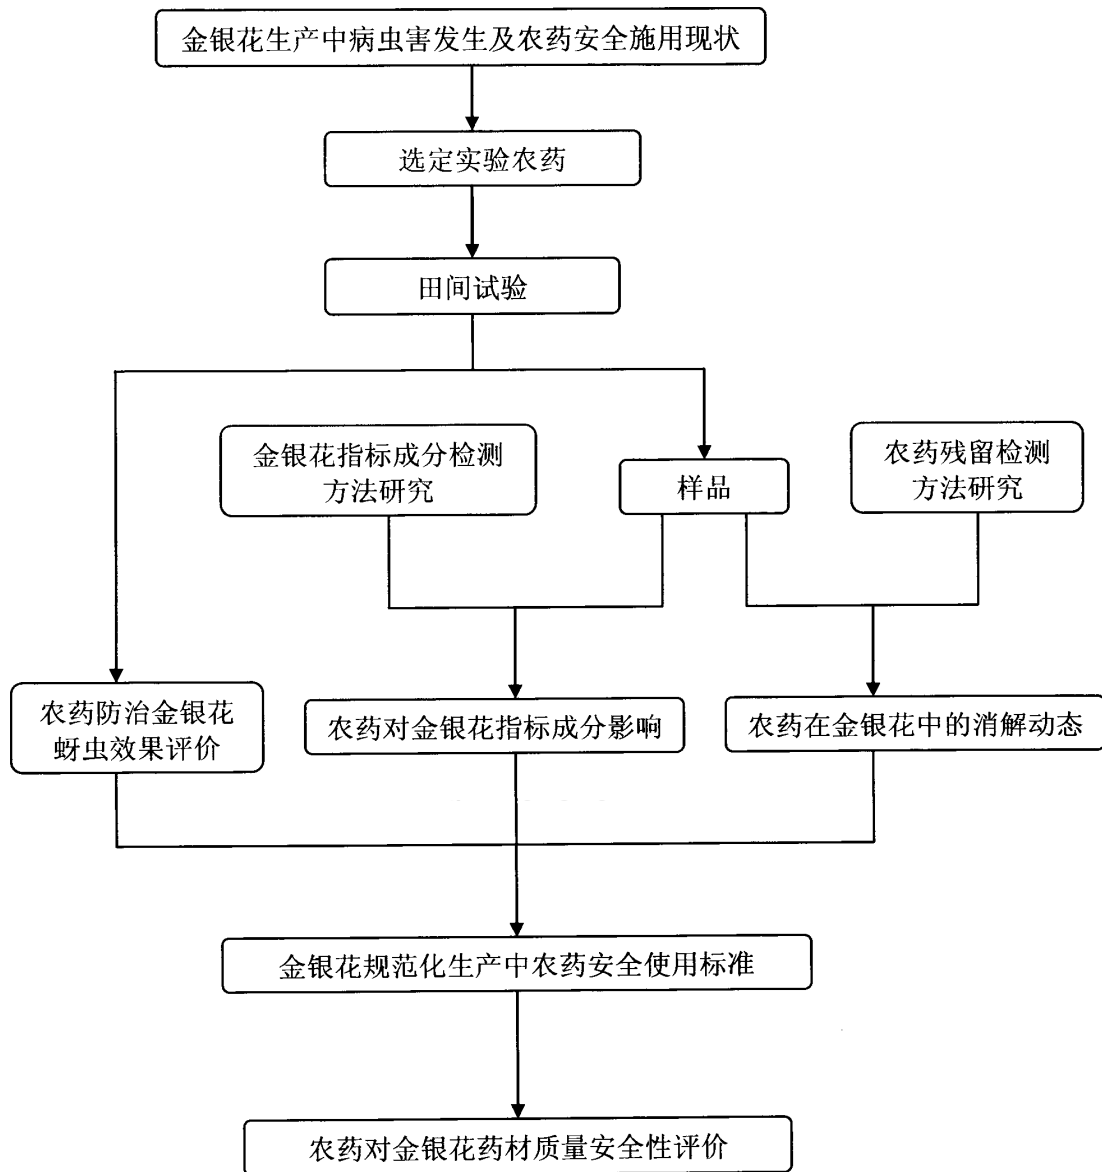 金银花生产中病虫害发生及农药安全施用现状
选定实验农药
田间试验
金银花指标成分检测
方法研究
样品
农药残留检测
方法研究
农药防治金银花
蚜虫效果评价
农药对金银花指标成分影响
农药在金银花中的消解动态
金银花规范化生产中农药安全使用标准
农药对金银花药材质量安全性评价